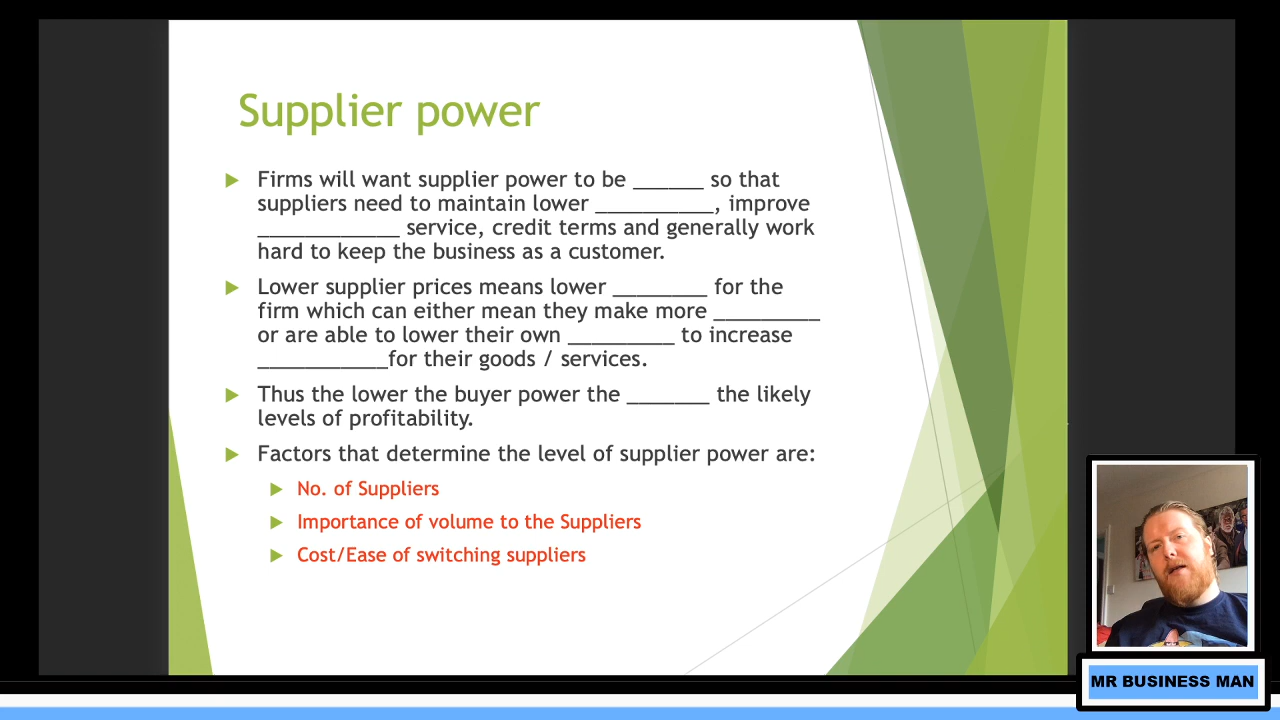 Supplier power
Firms will want supplier power to be ______ so that
suppliers need to maintain lower __________, improve
____________ service, credit terms and generally work
hard to keep the business as a customer.
Lower supplier prices means lower ________ for the
firm which can either mean they make more _________
or are able to lower their own _________ to increase
___________for their goods / services.
Thus the lower the buyer power the _______ the likely
levels of profitability.
Factors that determine the level of supplier power are:
No. of Suppliers
Importance of volume to the Suppliers
Cost/Ease of switching suppliers
MR BUSINESS MAN